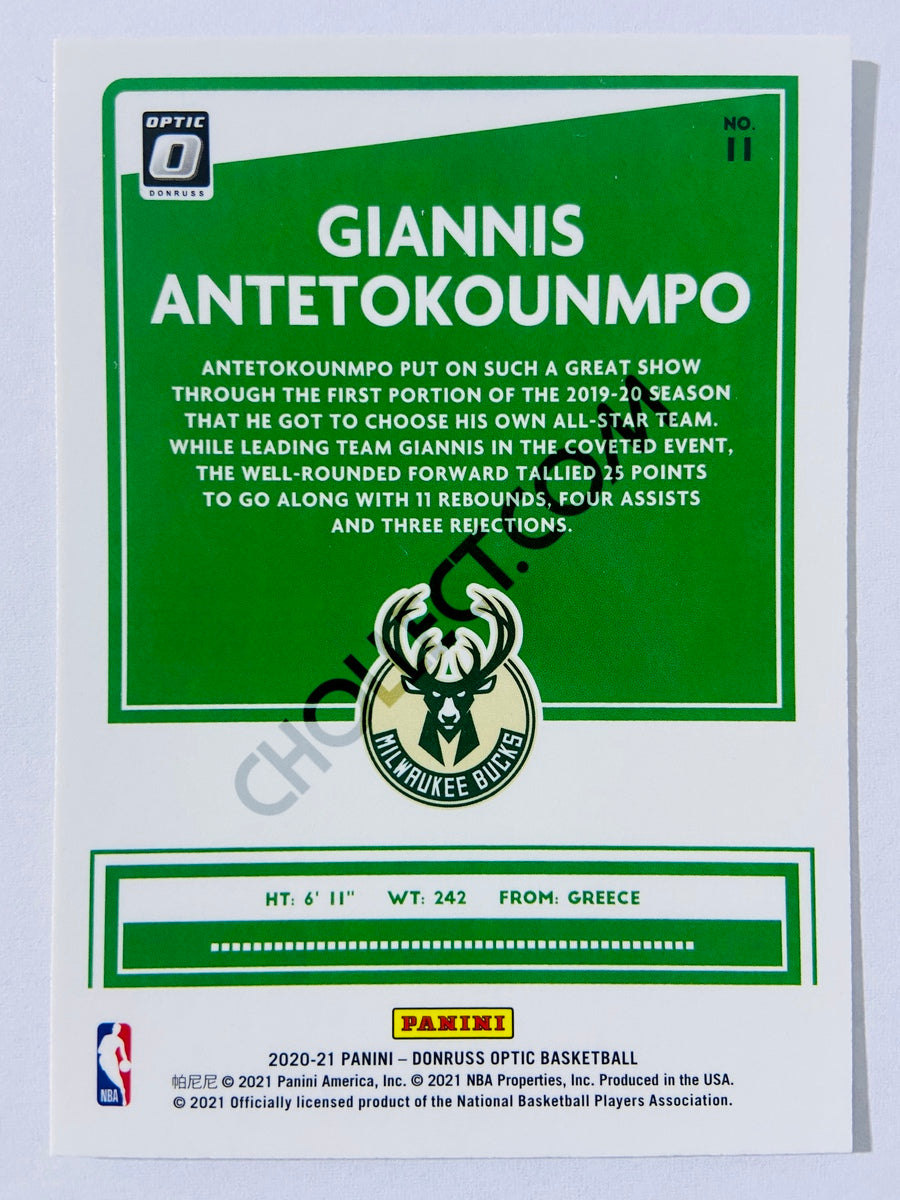 OPTIC
DONRUSS
NO.
11
GIANNIS
ANTETOKOUNMPO
ANTETOKOUNMPO PUT ON SUCH A GREAT SHOW
THROUGH THE FIRST PORTION OF THE 2019-20 SEASON
THAT HE GOT TO CHOOSE HIS OWN ALL-STAR TEAM.
WHILE LEADING TEAM GIANNIS IN THE COVETED EVENT,
THE WELL-ROUNDED FORWARD TALLIED 25 POINTS
TO GO ALONG WITH 11 REBOUNDS, FOUR ASSISTS
AND THREE REJECTIONS.
CHOLLECT.COM
MILWAUKEE BUCKS
HT: 6' 11" WT: 242 FROM: GREECE
PANINI
2020-21 PANINI – DONRUSS OPTIC BASKETBALL
帕尼尼 © 2021 Panini America, Inc. © 2021 NBA Properties, Inc. Produced in the USA.
© 2021 Officially licensed product of the National Basketball Players Association.
NBA